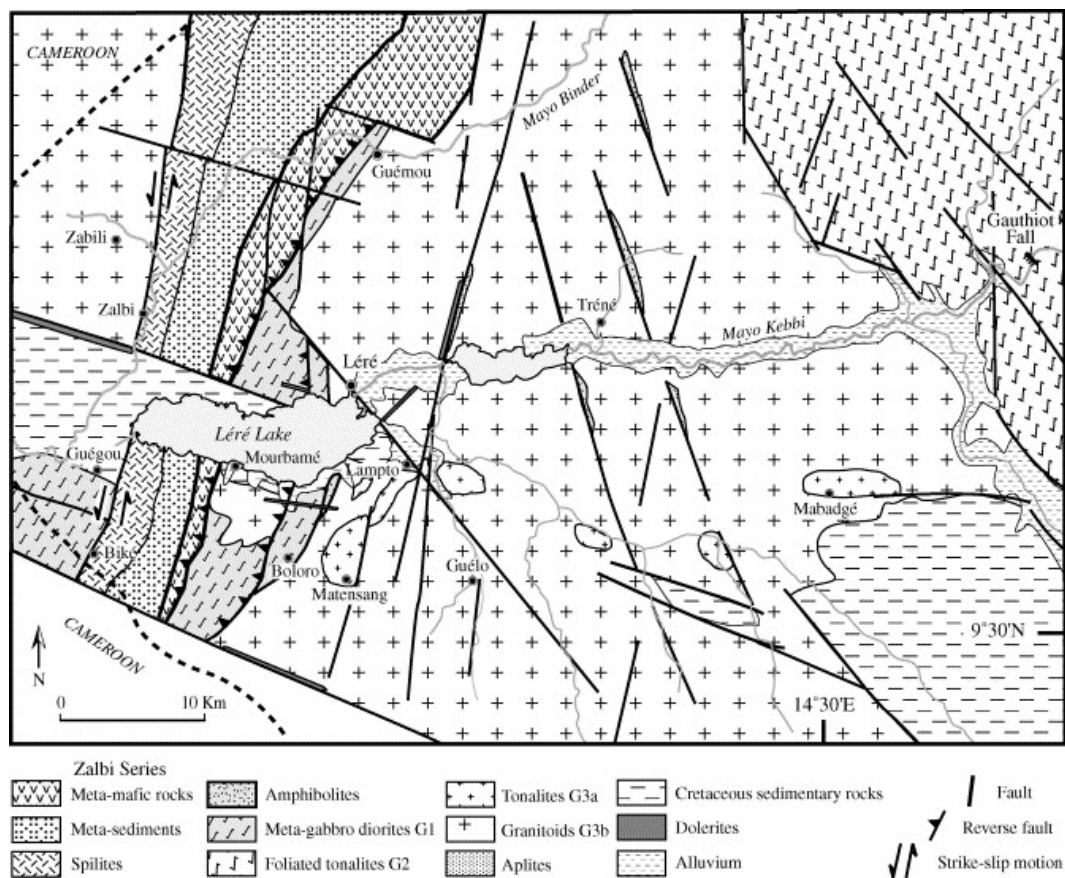 CAMEROON
Mayo Binder
Guémou
Gauthiot
Fall
Zabili
Zalbi
Tréné
Mayo Kebbi
Léré
Léré Lake
Guégou
Mourbamé
Lampto
Mabadgé
Biké
Boloro
Guélo
Matensang
CAMEROON
9°30'N
N
0 10 Km
14°30'E
Zalbi Series
Meta-mafic rocks
Meta-sediments
Spilites
Amphibolites
Meta-gabbro diorites G1
Foliated tonalites G2
Tonalites G3a
Granitoids G3b
Aplites
Cretaceous sedimentary rocks
Dolerites
Alluvium
Fault
Reverse fault
Strike-slip motion